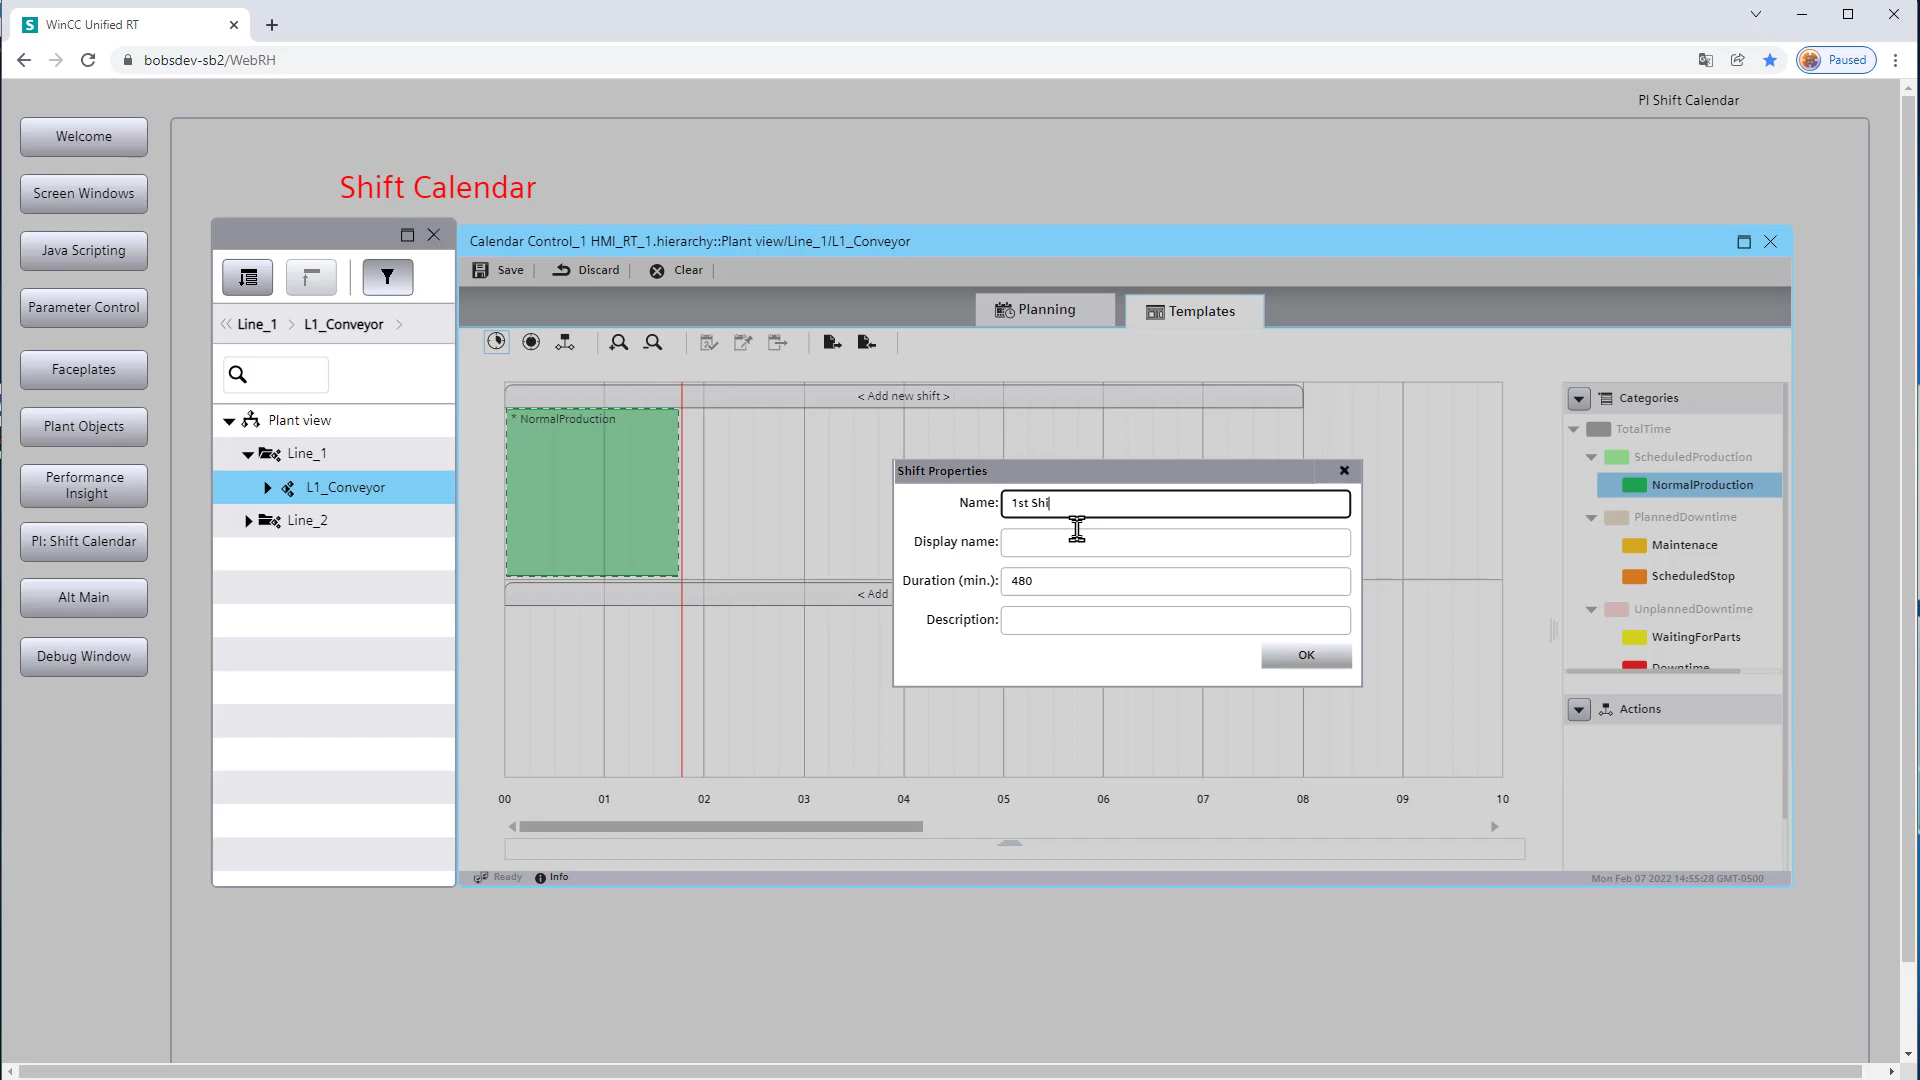 WinCC Unified RT
bobsdev-sb2/WebRH
Paused
PI Shift Calendar
Welcome
Screen Windows
Java Scripting
Parameter Control
Faceplates
Plant Objects
Performance
Insight
PI: Shift Calendar
Alt Main
Debug Window
Shift Calendar
Line_1
L1_Conveyor
Plant view
Line_1
L1_Conveyor
Line_2
Calendar Control_1 HMI_RT_1.hierarchy::Plant view/Line_1/L1_Conveyor
Save
Discard
Clear
Planning
Templates
< Add new shift >
* NormalProduction
< Add
Shift Properties
Name: 1st Shi
Display name:
Duration (min.): 480
Description:
OK
00 01 02 03 04 05 06 07 08 09 10
Categories
TotalTime
ScheduledProduction
NormalProduction
PlannedDowntime
Maintenace
ScheduledStop
UnplannedDowntime
WaitingForParts
Downtime
Actions
Ready
Info
Mon Feb 07 2022 14:55:28 GMT-0500